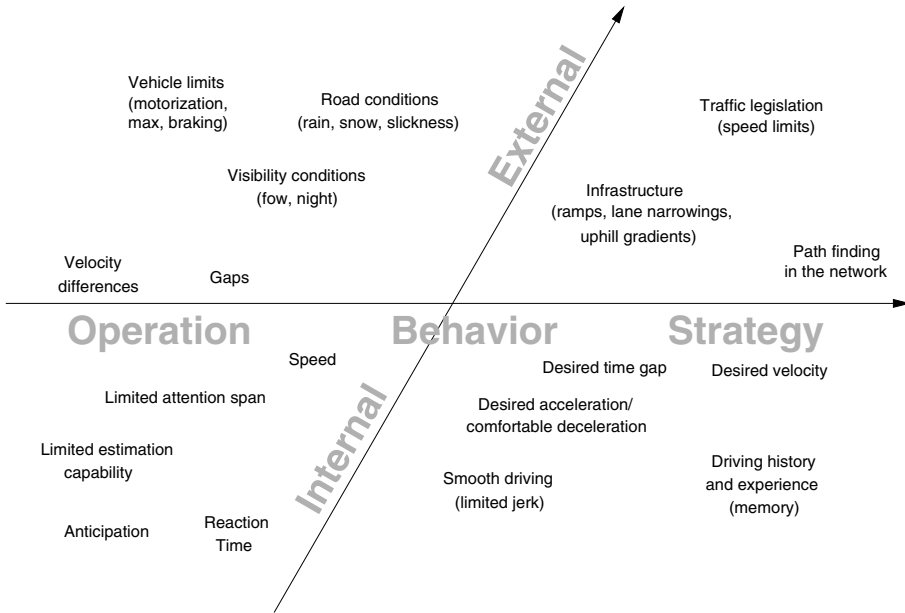 Vehicle limits
(motorization,
max, braking)
Road conditions
(rain, snow, slickness)
External
Traffic legislation
(speed limits)
Visibility conditions
(fow, night)
Infrastructure
(ramps, lane narrowings,
uphill gradients)
Path finding
in the network
Velocity
differences
Gaps
Operation
Behavior
Strategy
Speed
Desired time gap
Desired velocity
Limited attention span
Internal
Desired acceleration/
comfortable deceleration
Limited estimation
capability
Smooth driving
(limited jerk)
Driving history
and experience
(memory)
Anticipation
Reaction
Time